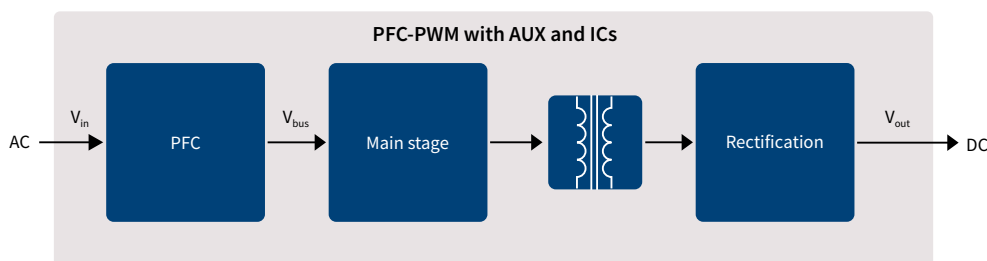 PFC-PWM with AUX and ICs
AC
Vin
PFC
Vbus
Main stage
Rectification
Vout
DC